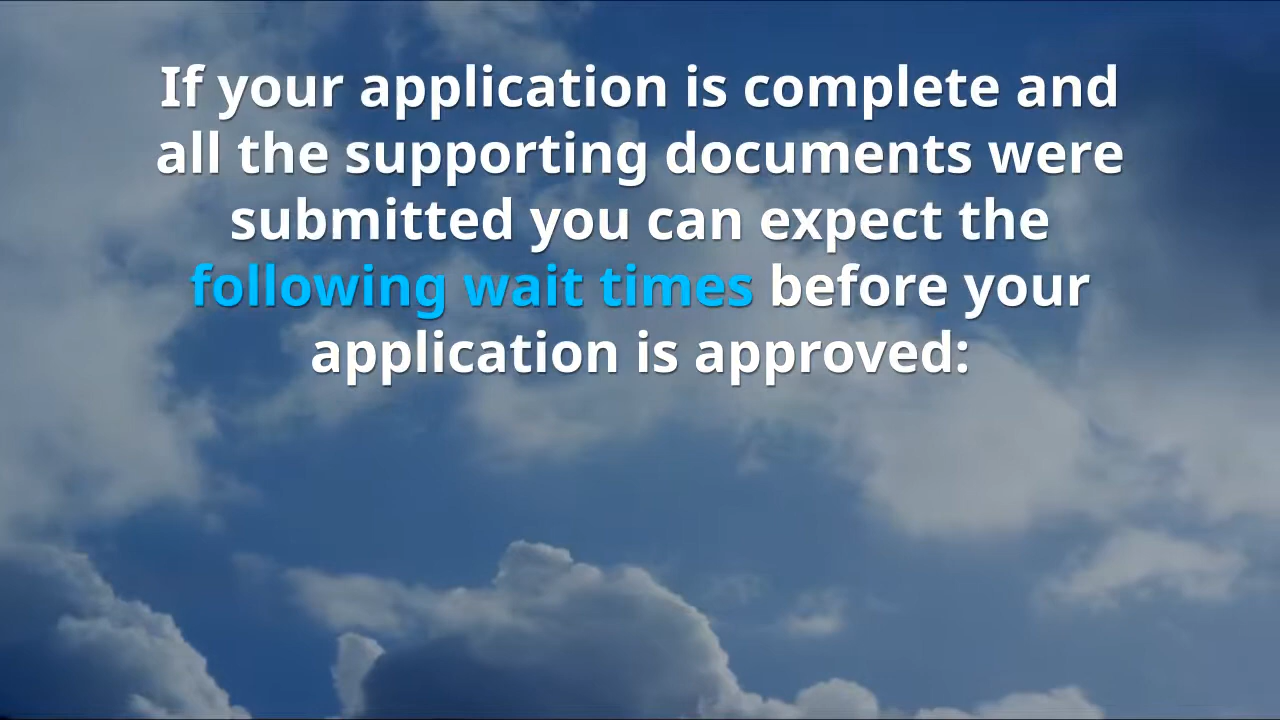 If your application is complete and
all the supporting documents were
submitted you can expect the
following wait times before your
application is approved: